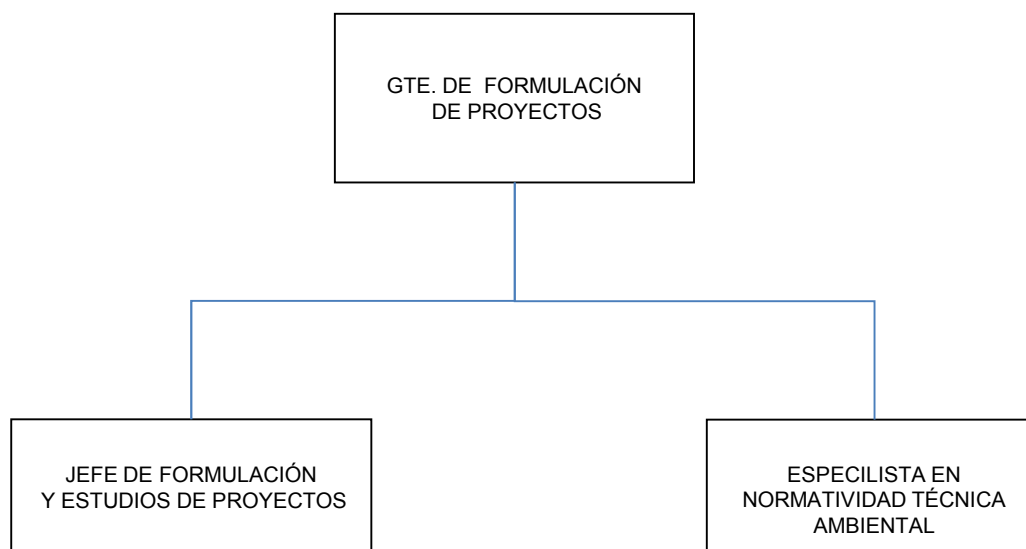 GTE. DE FORMULACIÓN
DE PROYECTOS
JEFE DE FORMULACIÓN
Y ESTUDIOS DE PROYECTOS
ESPECILISTA EN
NORMATIVIDAD TÉCNICA
AMBIENTAL